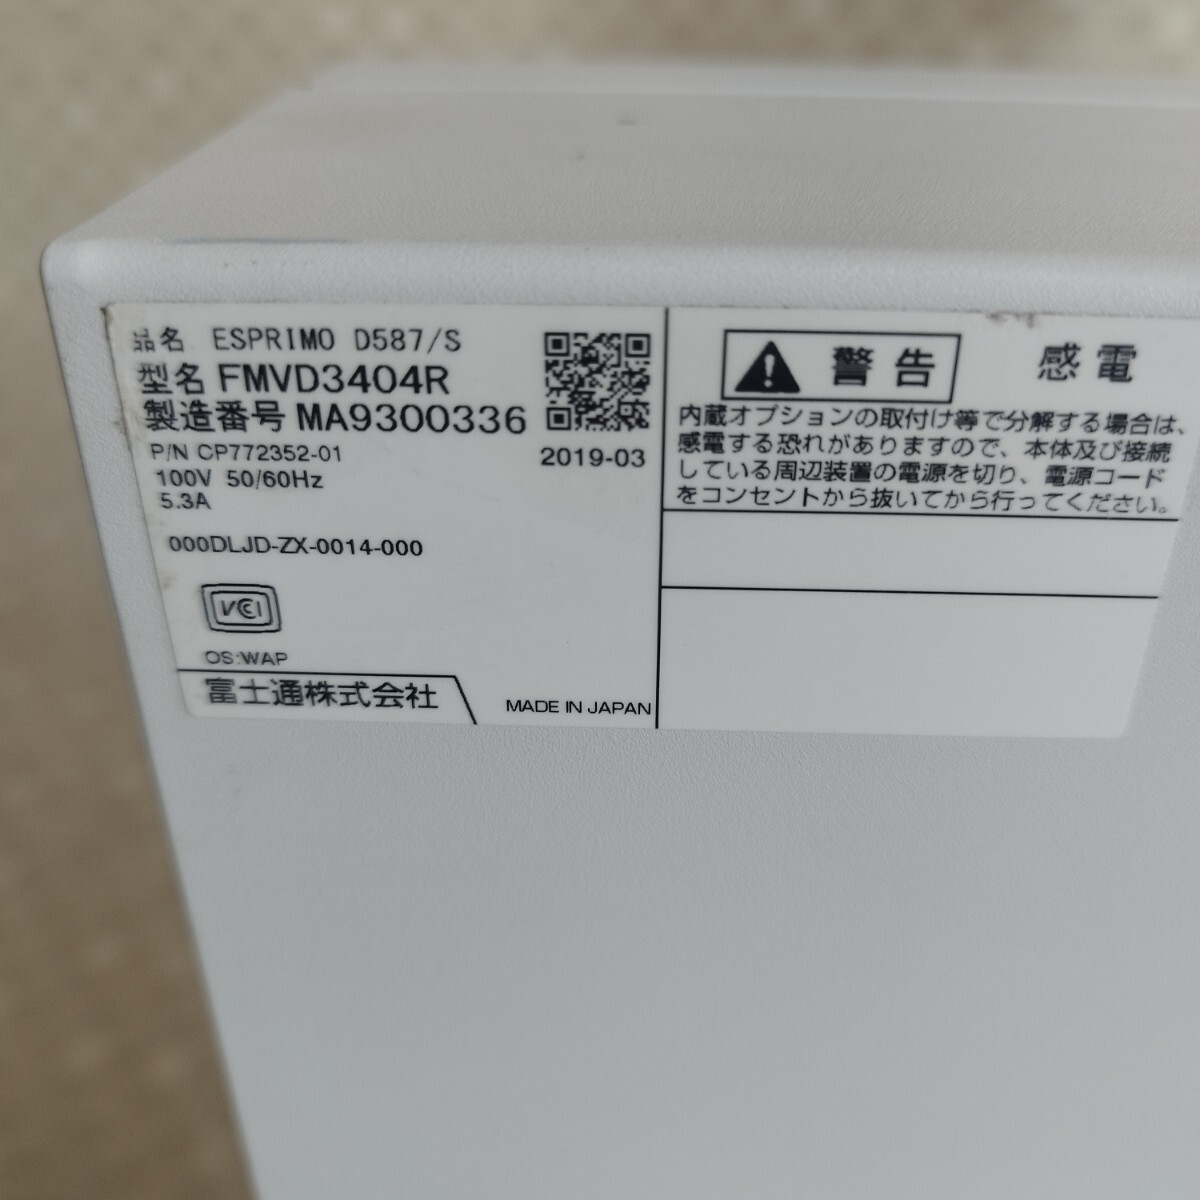 品名 ESPRIMO D587/S
型名 FMVD3404R
製造番号 MA9300336
P/N CP772352-01
2019-03
100V 50/60Hz
5.3A
000DLJD-ZX-0014-000
VCCI
OS:WAP
富士通株式会社
MADE IN JAPAN
警告 感電
内蔵オプションの取付け等で分解する場合は、
感電する恐れがありますので、本体及び接続
している周辺装置の電源を切り、電源コード
をコンセントから抜いてから行ってください。